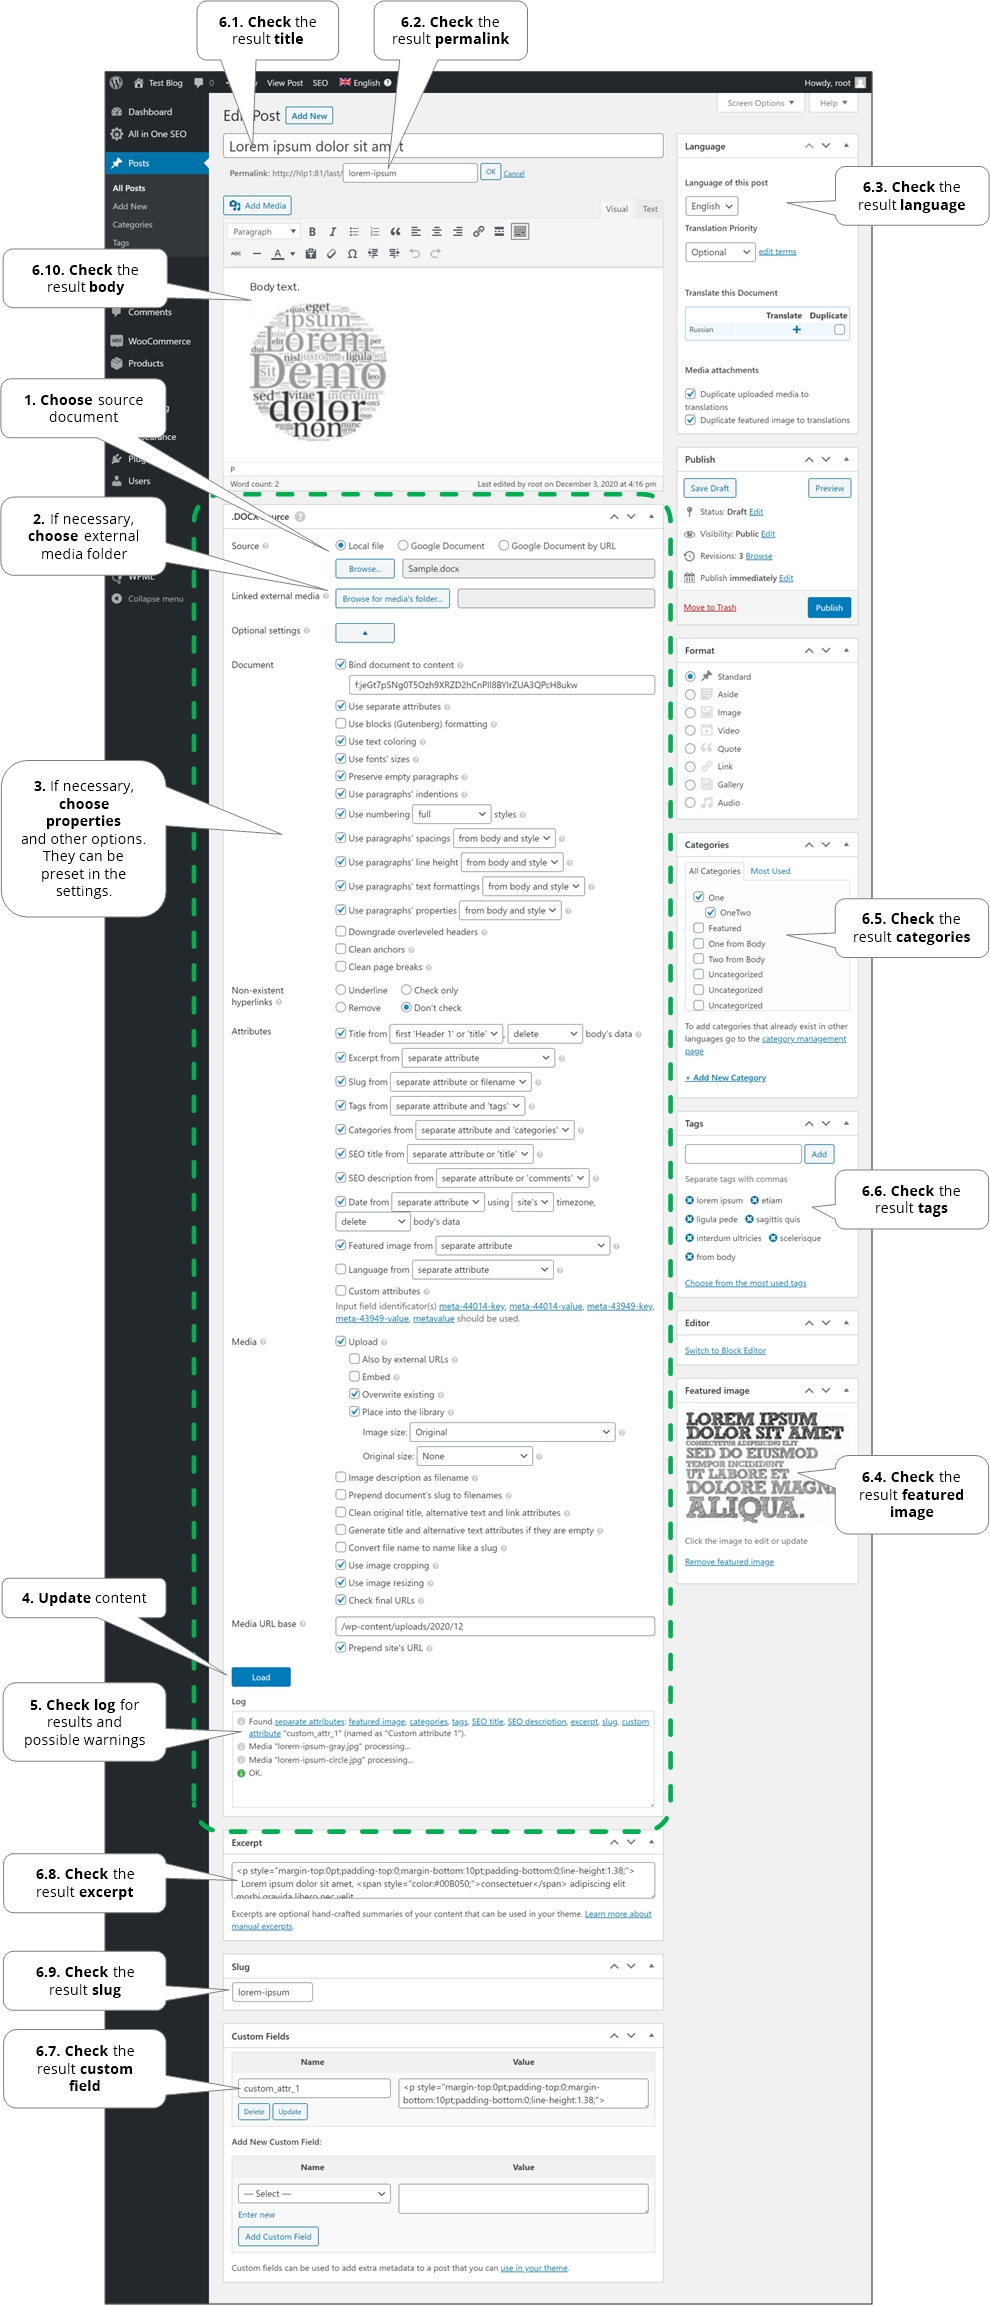 6.1. Check the
result title
6.2. Check the
result permalink
Test Blog
0
View Post
SEO
English
Howdy, root
Screen Options
Help
Dashboard
All in One SEO
Posts
All Posts
Add New
Categories
Tags
Comments
WooCommerce
Products
Users
WPML
Collapse menu
Edit Post
Add New
Lorem ipsum dolor sit amet
Permalink: http://hlp1:81/last/
lorem-ipsum
OK
Cancel
Add Media
Visual
Text
Paragraph
B I
ABC
A
6.10. Check the
result body
Body text.
quis eget
ipsum
Lorem
nisl justo amet ligula
Demo
sit
leo
sed vitae interdum
dolor
non
P
Word count: 2
Last edited by root on December 3, 2020 at 4:16 pm
1. Choose source
document
2. If necessary,
choose external
media folder
.DOCX source
Source
Local file
Google Document
Google Document by URL
Browse...
Sample.docx
Linked external media
Browse for media's folder...
Optional settings
Document
Bind document to content
f:jeGt7pSNg0T5Ozh9XRZD2hCnPll8BYIrZUA3QPcH8ukw
Use separate attributes
Use blocks (Gutenberg) formatting
Use text coloring
Use fonts' sizes
Preserve empty paragraphs
Use paragraphs' indentions
Use numbering full styles
Use paragraphs' spacings from body and style
Use paragraphs' line height from body and style
Use paragraphs' text formattings from body and style
Use paragraphs' properties from body and style
Downgrade overleveled headers
Clean anchors
Clean page breaks
3. If necessary,
choose
properties
and other options.
They can be
preset in the
settings.
Non-existent
hyperlinks
Underline
Check only
Remove
Don't check
Attributes
Title from first 'Header 1' or 'title', delete body's data
Excerpt from separate attribute
Slug from separate attribute or filename
Tags from separate attribute and 'tags'
Categories from separate attribute and 'categories'
SEO title from separate attribute or 'title'
SEO description from separate attribute or 'comments'
Date from separate attribute using site's timezone,
delete body's data
Featured image from separate attribute
Language from separate attribute
Custom attributes
Input field identificator(s) meta-44014-key, meta-44014-value, meta-43949-key,
meta-43949-value, metavalue should be used.
Media
Upload
Also by external URLs
Embed
Overwrite existing
Place into the library
Image size: Original
Original size: None
Image description as filename
Prepend document's slug to filenames
Clean original title, alternative text and link attributes
Generate title and alternative text attributes if they are empty
Convert file name to name like a slug
Use image cropping
Use image resizing
Check final URLs
4. Update content
Media URL base
/wp-content/uploads/2020/12
Prepend site's URL
Load
5. Check log for
results and
possible warnings
Log
Found separate attributes: featured image, categories, tags, SEO title, SEO description, excerpt, slug, custom
attribute "custom_attr_1" (named as "Custom attribute 1").
Media "lorem-ipsum-gray.jpg" processing...
Media "lorem-ipsum-circle.jpg" processing...
OK.
6.8. Check the
result excerpt
Excerpt
<p style="margin-top:0pt;padding-top:0;margin-bottom:10pt;padding-bottom:0;line-height:1.38;">
Lorem ipsum dolor sit amet, <span style="color:#00B050;">consectetuer</span> adipiscing elit
morbi gravida libero nec velit
Excerpts are optional hand-crafted summaries of your content that can be used in your theme. Learn more about
manual excerpts.
6.9. Check the
result slug
Slug
lorem-ipsum
6.7. Check the
result custom
field
Custom Fields
Name
Value
custom_attr_1
<p style="margin-top:0pt;padding-top:0;margin-
bottom:10pt;padding-bottom:0;line-height:1.38;">
Delete
Update
Add New Custom Field:
Name
Value
— Select —
Enter new
Add Custom Field
Custom fields can be used to add extra metadata to a post that you can use in your theme.
Language
Language of this post
English
Translation Priority
Optional
edit terms
Translate this Document
Translate
Duplicate
Russian
Media attachments
Duplicate uploaded media to
translations
Duplicate featured image to translations
6.3. Check the
result language
Publish
Save Draft
Preview
Status: Draft Edit
Visibility: Public Edit
Revisions: 3 Browse
Publish immediately Edit
Move to Trash
Publish
Format
Standard
Aside
Image
Video
Quote
Link
Gallery
Audio
Categories
All Categories
Most Used
One
OneTwo
Featured
One from Body
Two from Body
Uncategorized
Uncategorized
Uncategorized
To add categories that already exist in other
languages go to the category management
page
+ Add New Category
6.5. Check the
result categories
Tags
Add
Separate tags with commas
lorem ipsum
etiam
ligula pede
sagittis quis
interdum ultricies
scelerisque
from body
Choose from the most used tags
6.6. Check the
result tags
Editor
Switch to Block Editor
Featured image
LOREM IPSUM
DOLOR SIT AMET
CONSECTETUR ADIPISICING ELIT
SED DO EIUSMOD
TEMPOR INCIDIDUNT
UT LABORE ET
DOLORE MAGN
ALIQUA.
Click the image to edit or update
Remove featured image
6.4. Check the
result featured
image